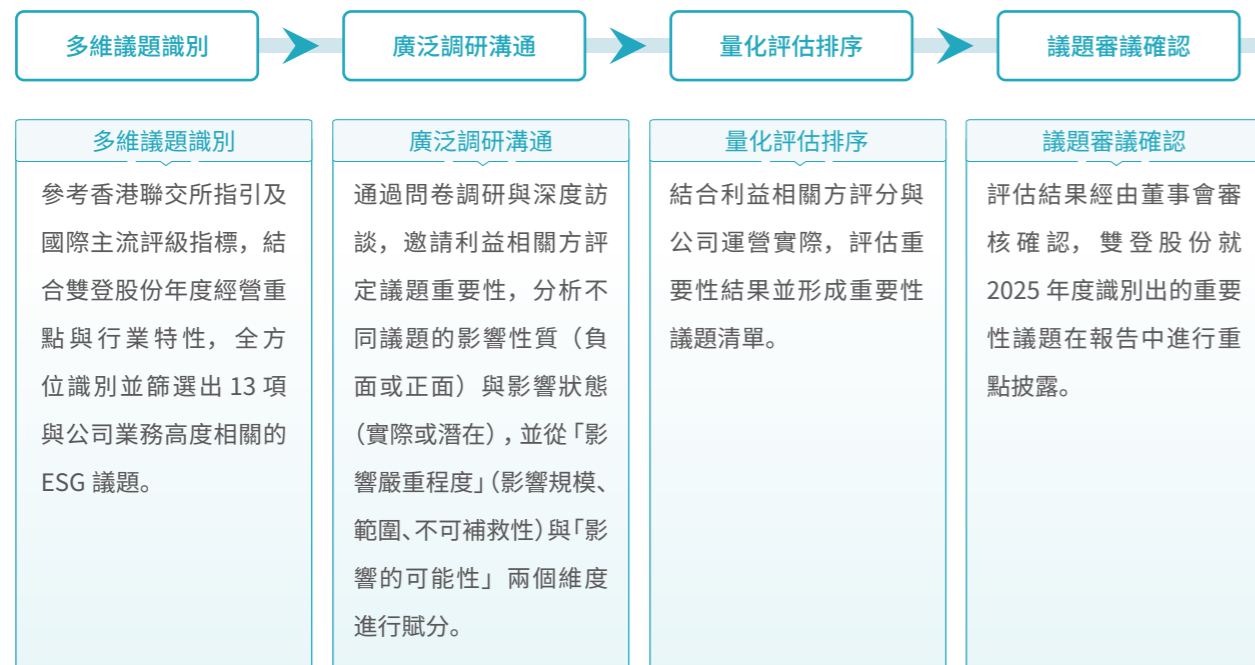 多維議題識別
廣泛調研溝通
量化評估排序
議題審議確認
多維議題識別
參考香港聯交所指引及
國際主流評級指標，結
合雙登股份年度經營重
點與行業特性，全方
位識別並篩選出 13 項
與公司業務高度相關的
ESG 議題。
廣泛調研溝通
通過問卷調研與深度訪
談，邀請利益相關方評
定議題重要性，分析不
同議題的影響性質（負
面或正面）與影響狀態
（實際或潛在），並從「影
響嚴重程度」（影響規模、
範圍、不可補救性）與「影
響的可能性」兩個維度
進行賦分。
量化評估排序
結合利益相關方評分與
公司運營實際，評估重
要性結果並形成重要性
議題清單。
議題審議確認
評估結果經由董事會審
核確認，雙登股份就
2025 年度識別出的重要
性議題在報告中進行重
點披露。